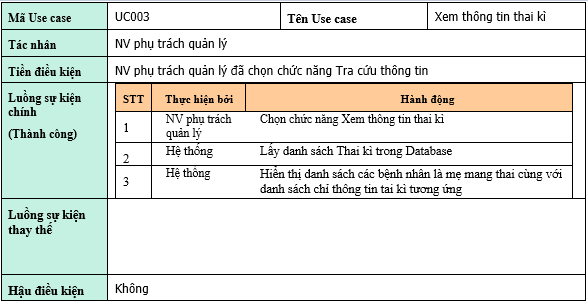 Mã Use case UC003 Tên Use case Xem thông tin thai kì
Tác nhân NV phụ trách quản lý
Tiền điều kiện NV phụ trách quản lý đã chọn chức năng Tra cứu thông tin
Luồng sự kiện
chính
(Thành công)
STT Thực hiện bởi Hành động
1 NV phụ trách Chọn chức năng Xem thông tin thai kì
quản lý
2 Hệ thống Lấy danh sách Thai kì trong Database
3 Hệ thống Hiển thị danh sách các bệnh nhân là mẹ mang thai cùng với
danh sách chỉ thông tin tai kì tương ứng
Luồng sự kiện
thay thế
Hậu điều kiện Không